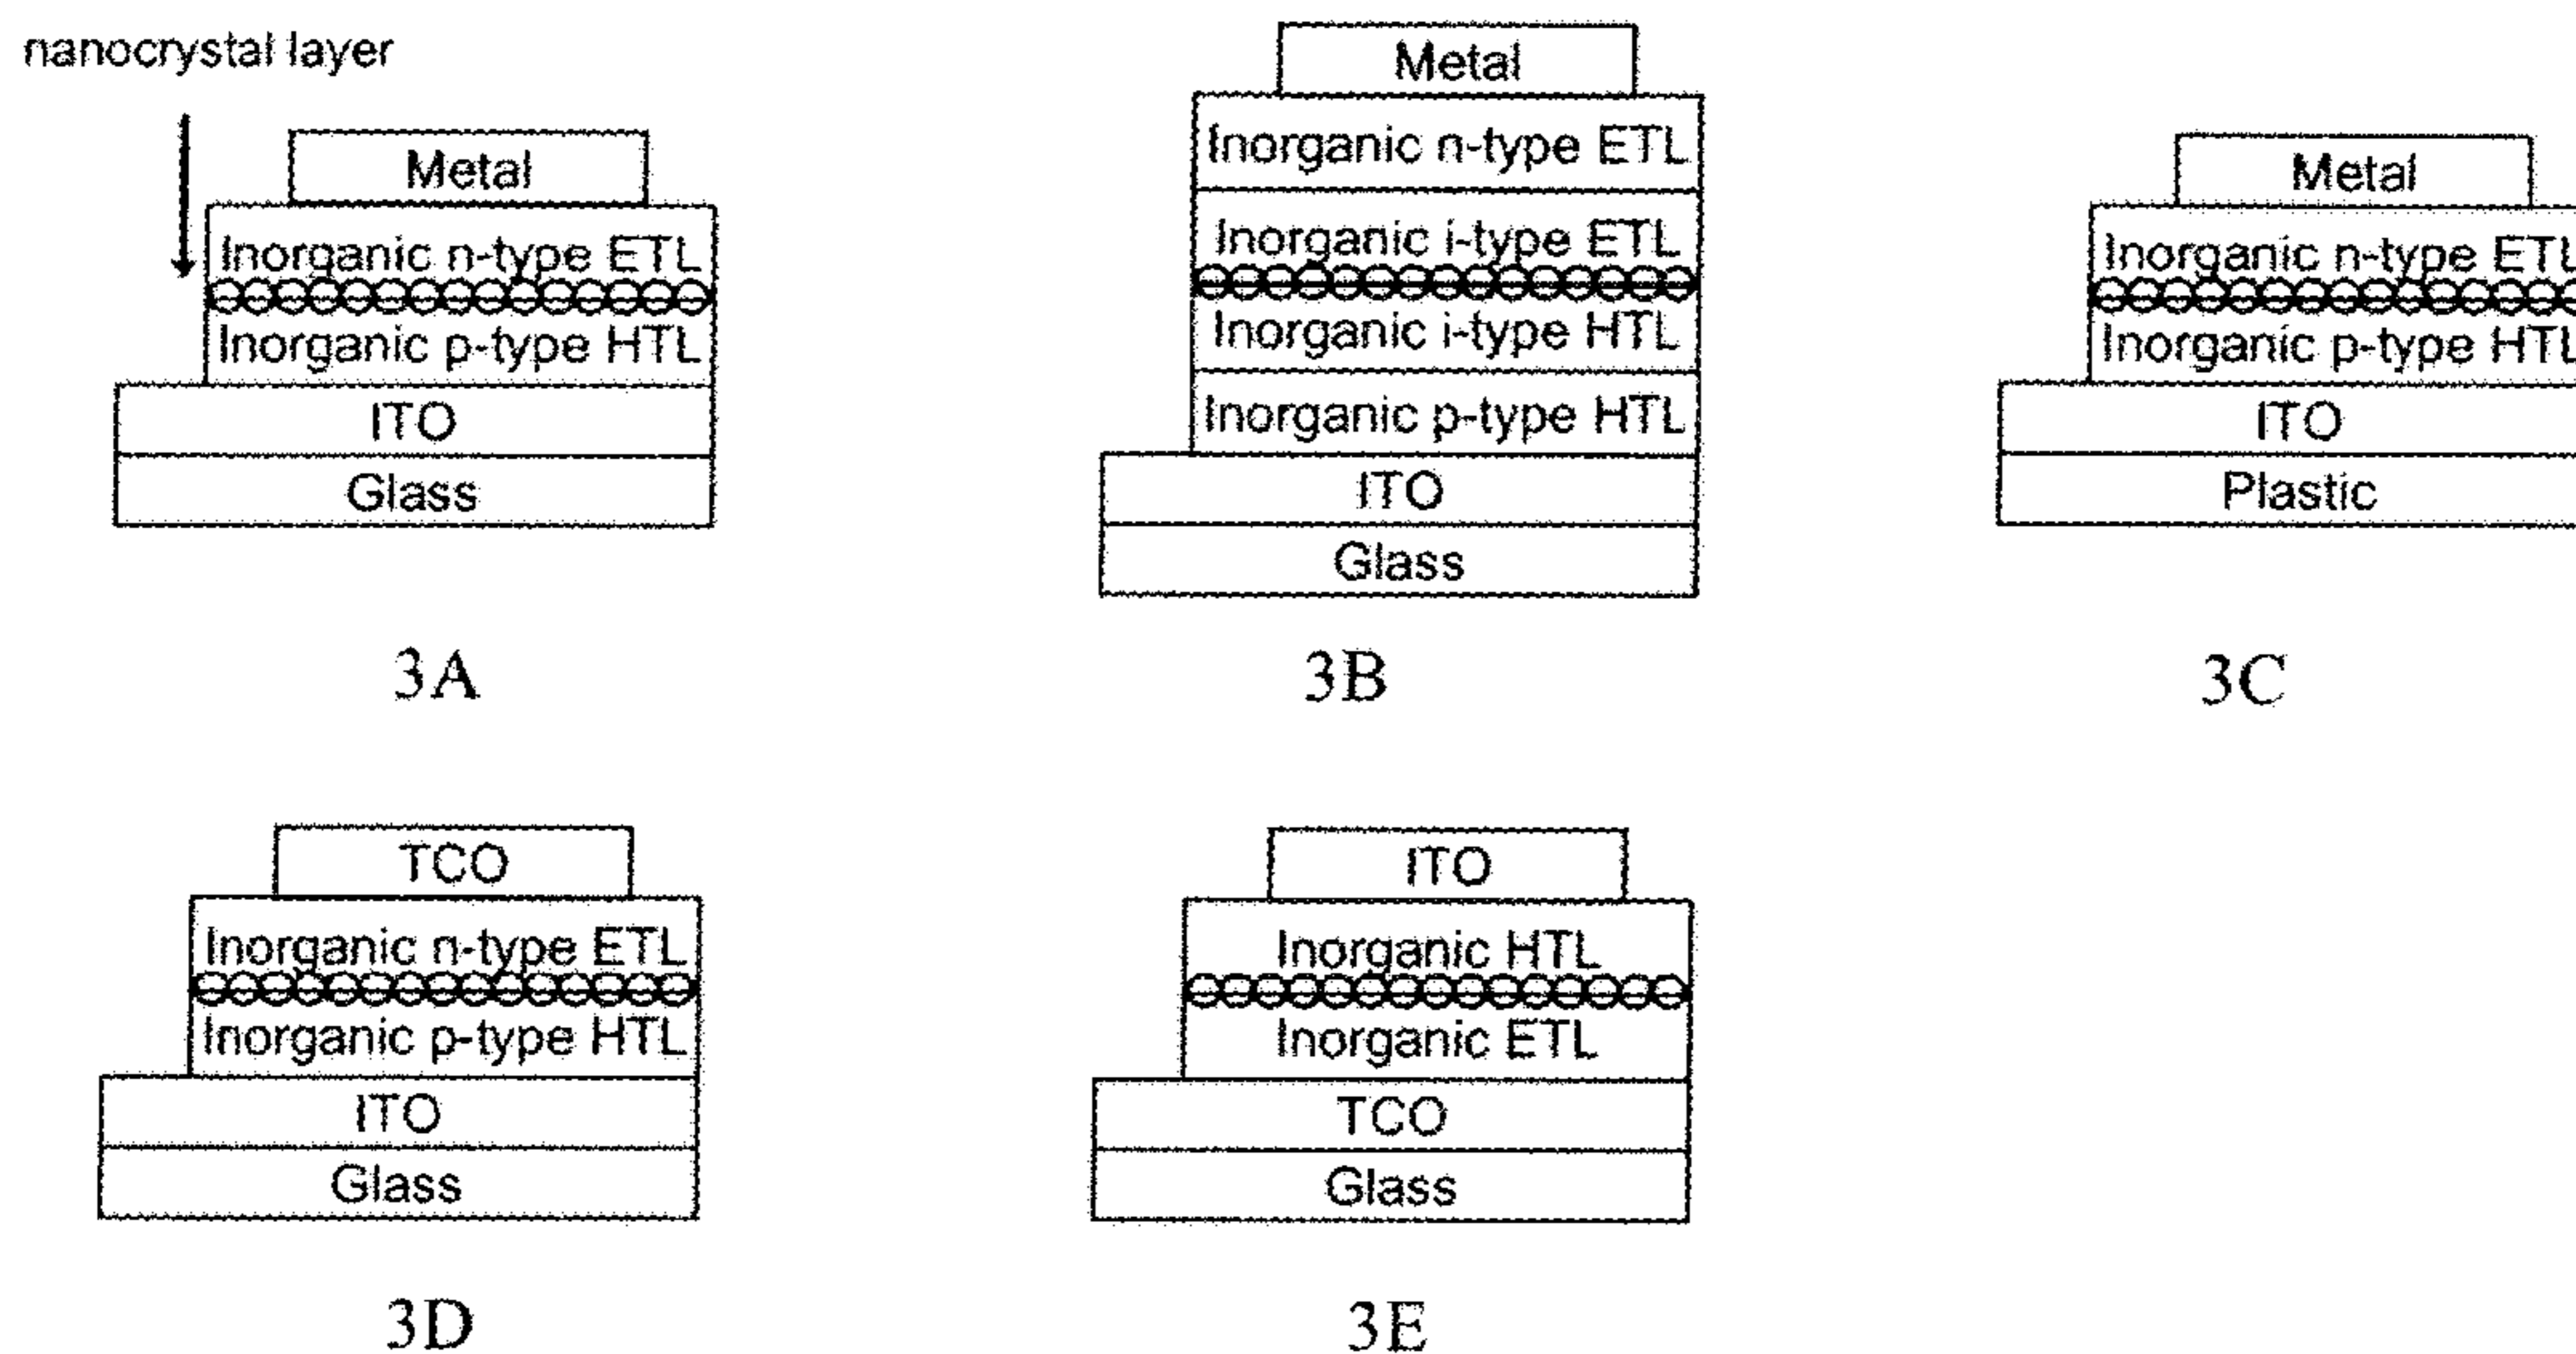 nanocrystal layer
Metal
Inorganic n-type ETL
Inorganic p-type HTL
ITO
Glass
3A
Metal
Inorganic n-type ETL
Inorganic i-type ETL
Inorganic i-type HTL
Inorganic p-type HTL
ITO
Glass
3B
Metal
Inorganic n-type ETL
Inorganic p-type HTL
ITO
Plastic
3C
TCO
Inorganic n-type ETL
Inorganic p-type HTL
ITO
Glass
3D
ITO
Inorganic HTL
Inorganic ETL
TCO
Glass
3E